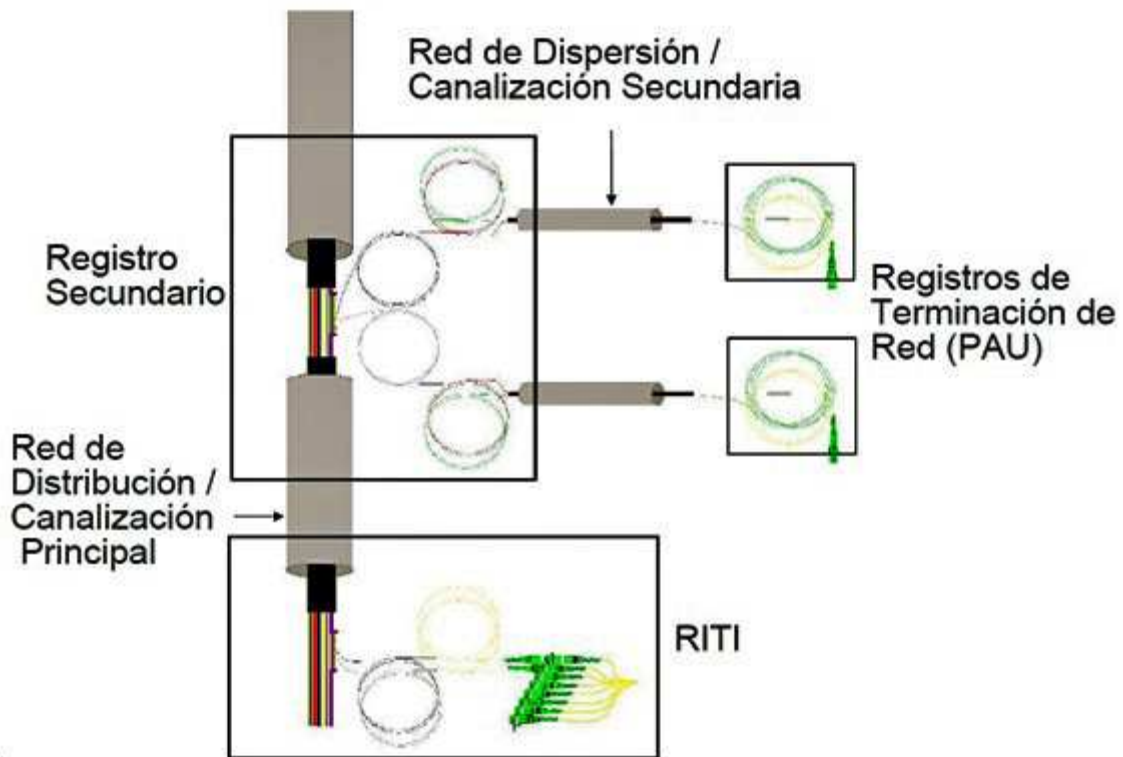 Red de Dispersión /
Canalización Secundaria
Registro
Secundario
Registros de
Terminación de
Red (PAU)
Red de
Distribución /
Canalización
Principal
RITI